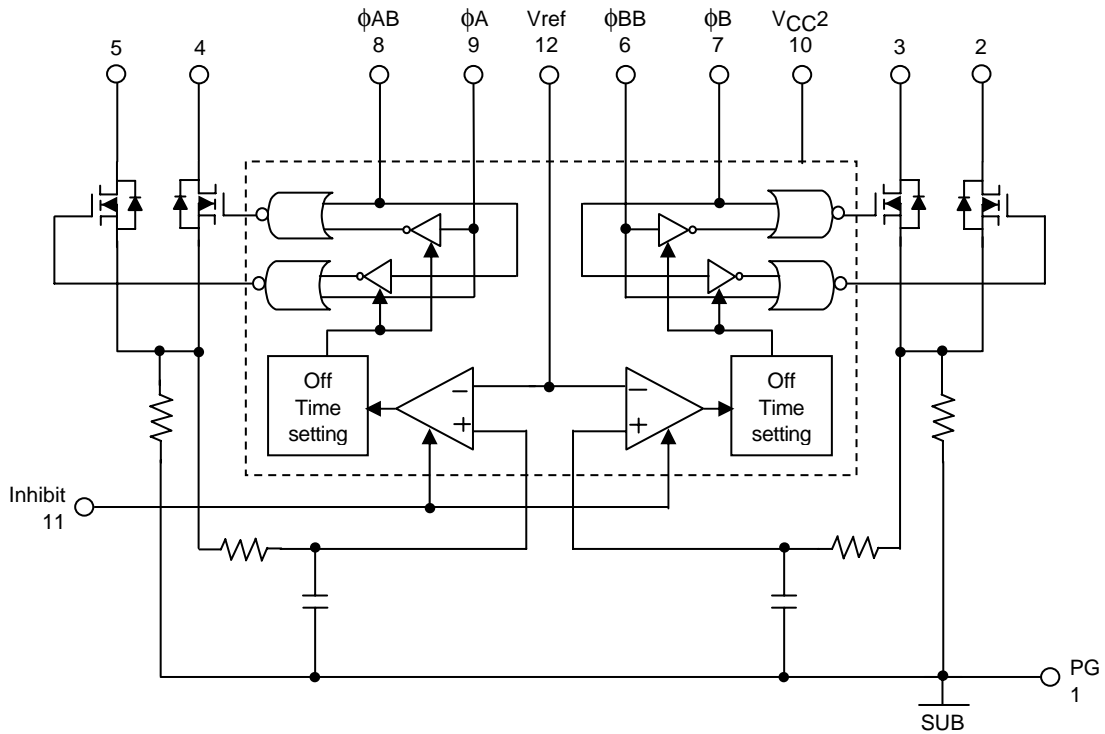 ϕAB ϕA Vref ϕBB ϕB VCC2
5 4 8 9 12 6 7 10 3 2
Off Time setting
− +
− +
Off Time setting
Inhibit
11
PG
1
SUB